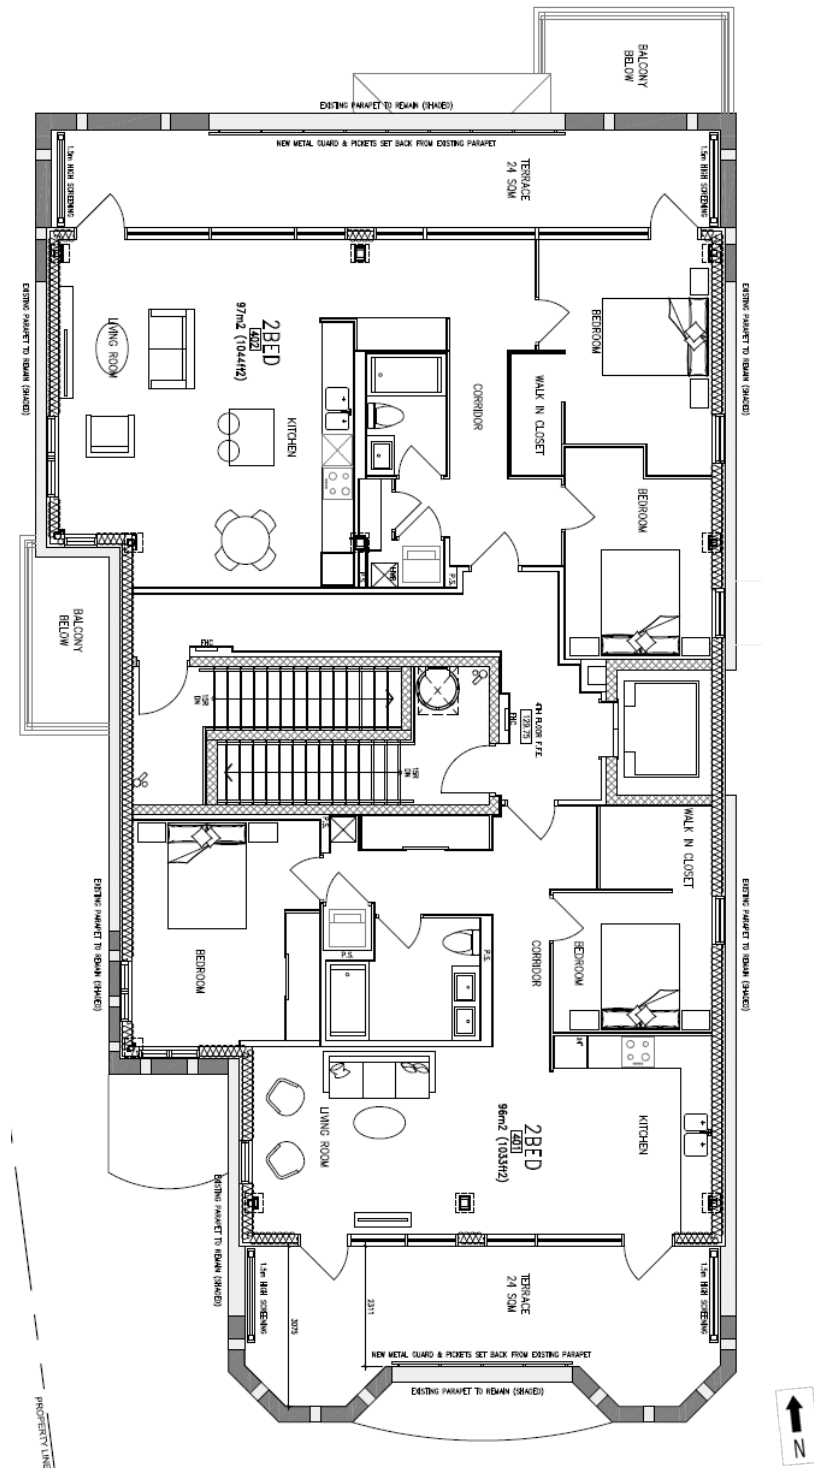 BALCONY
BELOW
EXISTING PARAPET TO REMAIN (SHADED)
NEW METAL GUARD & PICKETS SET BACK FROM EXISTING PARAPET
1.5m HIGH SCREENING
TERRACE
24 SQM
1.5m HIGH SCREENING
EXISTING PARAPET TO REMAIN (SHADED)
EXISTING PARAPET TO REMAIN (SHADED)
LIVING ROOM
2BED
402
97m2 (1044ft2)
KITCHEN
BEDROOM
CORRIDOR
WALK IN CLOSET
BEDROOM
P.S.
P.S.
BALCONY
BELOW
FHC
15R
DN
4TH FLOOR F.F.E.
129.75
FHC
15R
DN
P.S.
WALK IN CLOSET
EXISTING PARAPET TO REMAIN (SHADED)
EXISTING PARAPET TO REMAIN (SHADED)
BEDROOM
P.S.
P.S.
CORRIDOR
BEDROOM
24"
LIVING ROOM
2BED
401
96m2 (1033ft2)
KITCHEN
EXISTING PARAPET TO REMAIN (SHADED)
1.5m HIGH SCREENING
3075
2311
TERRACE
24 SQM
1.5m HIGH SCREENING
NEW METAL GUARD & PICKETS SET BACK FROM EXISTING PARAPET
EXISTING PARAPET TO REMAIN (SHADED)
PROPERTY LINE
N